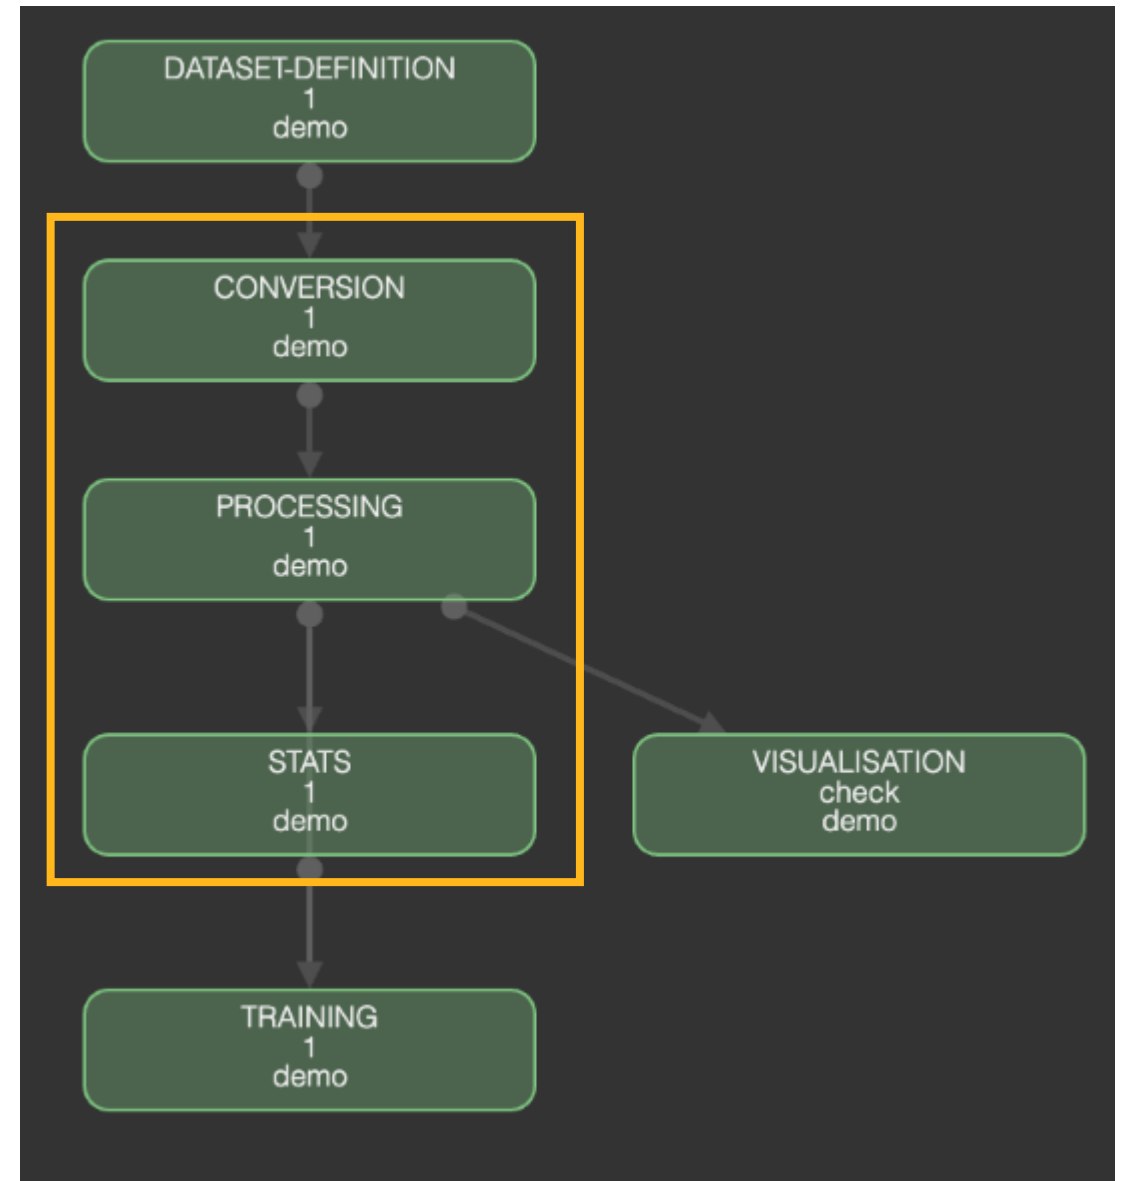 DATASET-DEFINITION
1
demo
CONVERSION
1
demo
PROCESSING
1
demo
STATS
1
demo
VISUALISATION
check
demo
TRAINING
1
demo